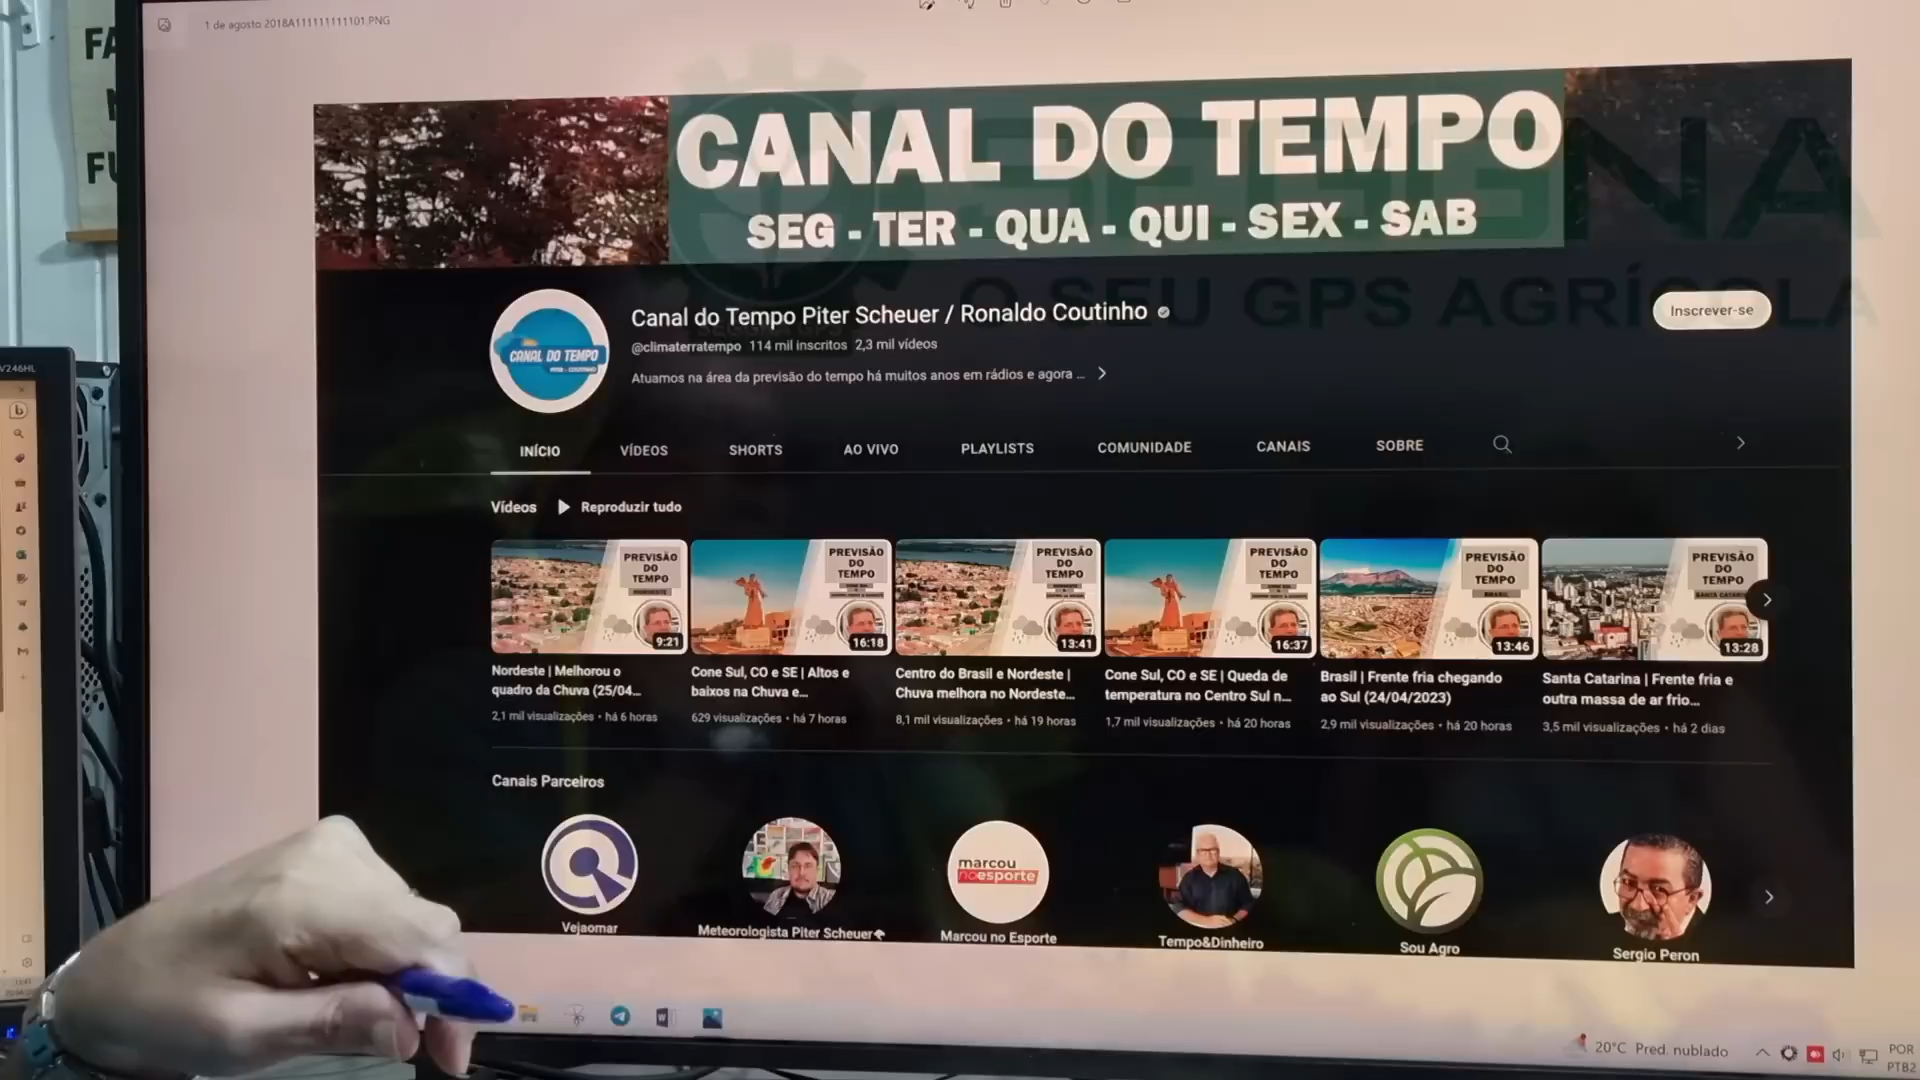 1 de agosto 2018A111111111101.PNG
FA
FU
CANAL DO TEMPO
SEG - TER - QUA - QUI - SEX - SAB
O SEU GPS AGRÍCOLA
CANAL DO TEMPO
Canal do Tempo Piter Scheuer / Ronaldo Coutinho
@climaterratempo 114 mil inscritos 2,3 mil vídeos
Atuamos na área da previsão do tempo há muitos anos em rádios e agora ...
Inscrever-se
V246HL
INÍCIO VÍDEOS SHORTS AO VIVO PLAYLISTS COMUNIDADE CANAIS SOBRE
Vídeos Reproduzir tudo
PREVISÃO DO TEMPO NORDESTE 9:21
PREVISÃO DO TEMPO 16:18
PREVISÃO DO TEMPO 13:41
PREVISÃO DO TEMPO 16:37
PREVISÃO DO TEMPO BRASIL 13:46
PREVISÃO DO TEMPO SANTA CATARINA 13:28
Nordeste | Melhorou o
quadro da Chuva (25/04...
2,1 mil visualizações • há 6 horas
Cone Sul, CO e SE | Altos e
baixos na Chuva e...
629 visualizações • há 7 horas
Centro do Brasil e Nordeste |
Chuva melhora no Nordeste...
8,1 mil visualizações • há 19 horas
Cone Sul, CO e SE | Queda de
temperatura no Centro Sul n...
1,7 mil visualizações • há 20 horas
Brasil | Frente fria chegando
ao Sul (24/04/2023)
2,9 mil visualizações • há 20 horas
Santa Catarina | Frente fria e
outra massa de ar frio...
3,5 mil visualizações • há 2 dias
Canais Parceiros
marcou
noesporte
Vejaomar
Meteorologista Piter Scheuer
Marcou no Esporte
Tempo&Dinheiro
Sou Agro
Sergio Peron
20°C Pred. nublado
POR
PTB2